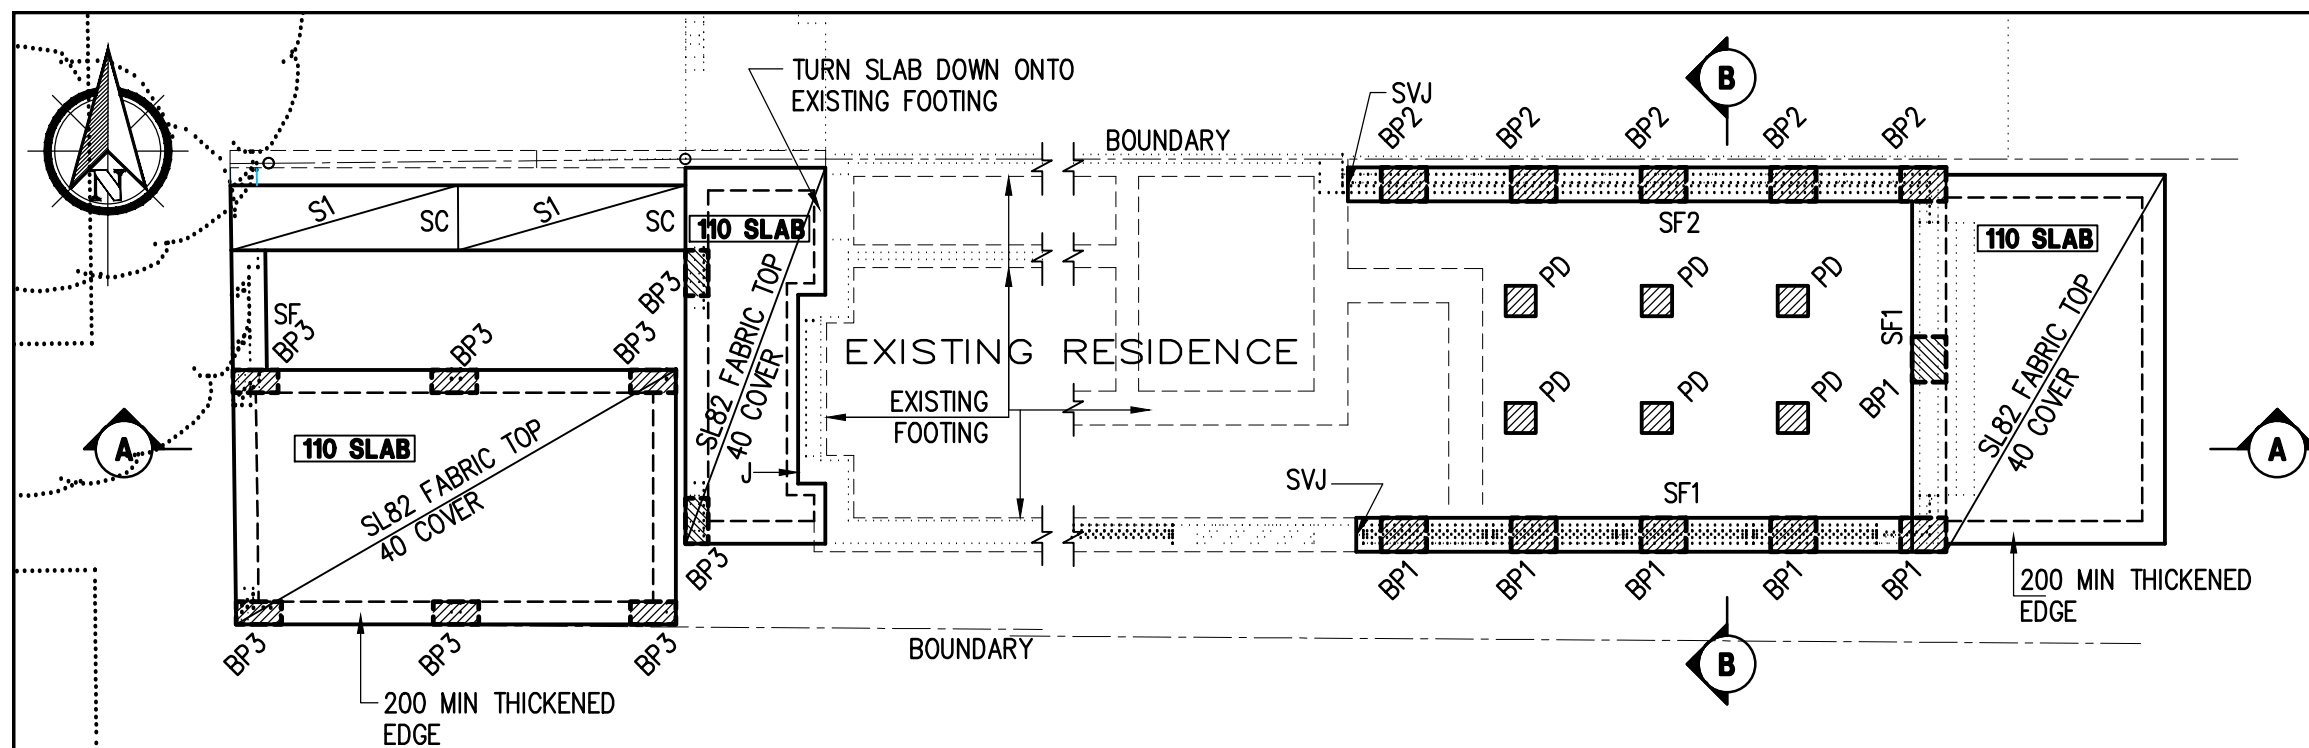 TURN SLAB DOWN ONTO
EXISTING FOOTING
B
SVJ
BP2
BP2
BP2
BP2
BP2
BOUNDARY
N
S1
SC
S1
SC
110 SLAB
SF2
110 SLAB
PD
PD
PD
BP3
SF
BP3
BP3
BP3
SL82 FABRIC TOP
40 COVER
EXISTING RESIDENCE
SF1
BP1
SL82 FABRIC TOP
40 COVER
PD
PD
PD
EXISTING
FOOTING
A
110 SLAB
SL82 FABRIC TOP
40 COVER
J
SVJ
SF1
A
BP3
BP1
BP1
BP1
BP1
BP1
200 MIN THICKENED
EDGE
BP3
BP3
BP3
BOUNDARY
B
200 MIN THICKENED
EDGE